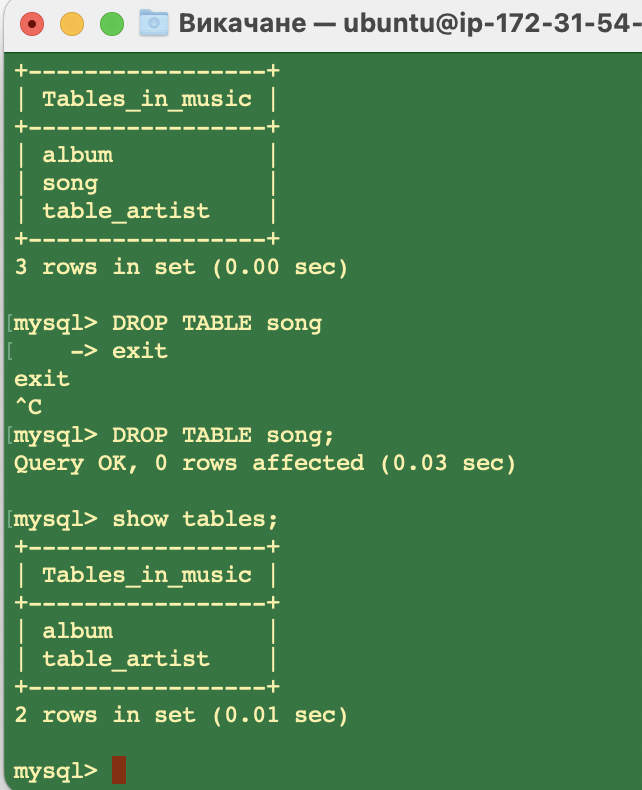 Викачане — ubuntu@ip-172-31-54-
+-----------------+
| Tables_in_music |
+-----------------+
| album           |
| song            |
| table_artist    |
+-----------------+
3 rows in set (0.00 sec)
[mysql> DROP TABLE song
[    -> exit
exit
^C
[mysql> DROP TABLE song;
Query OK, 0 rows affected (0.03 sec)
[mysql> show tables;
+-----------------+
| Tables_in_music |
+-----------------+
| album           |
| table_artist    |
+-----------------+
2 rows in set (0.01 sec)
mysql>